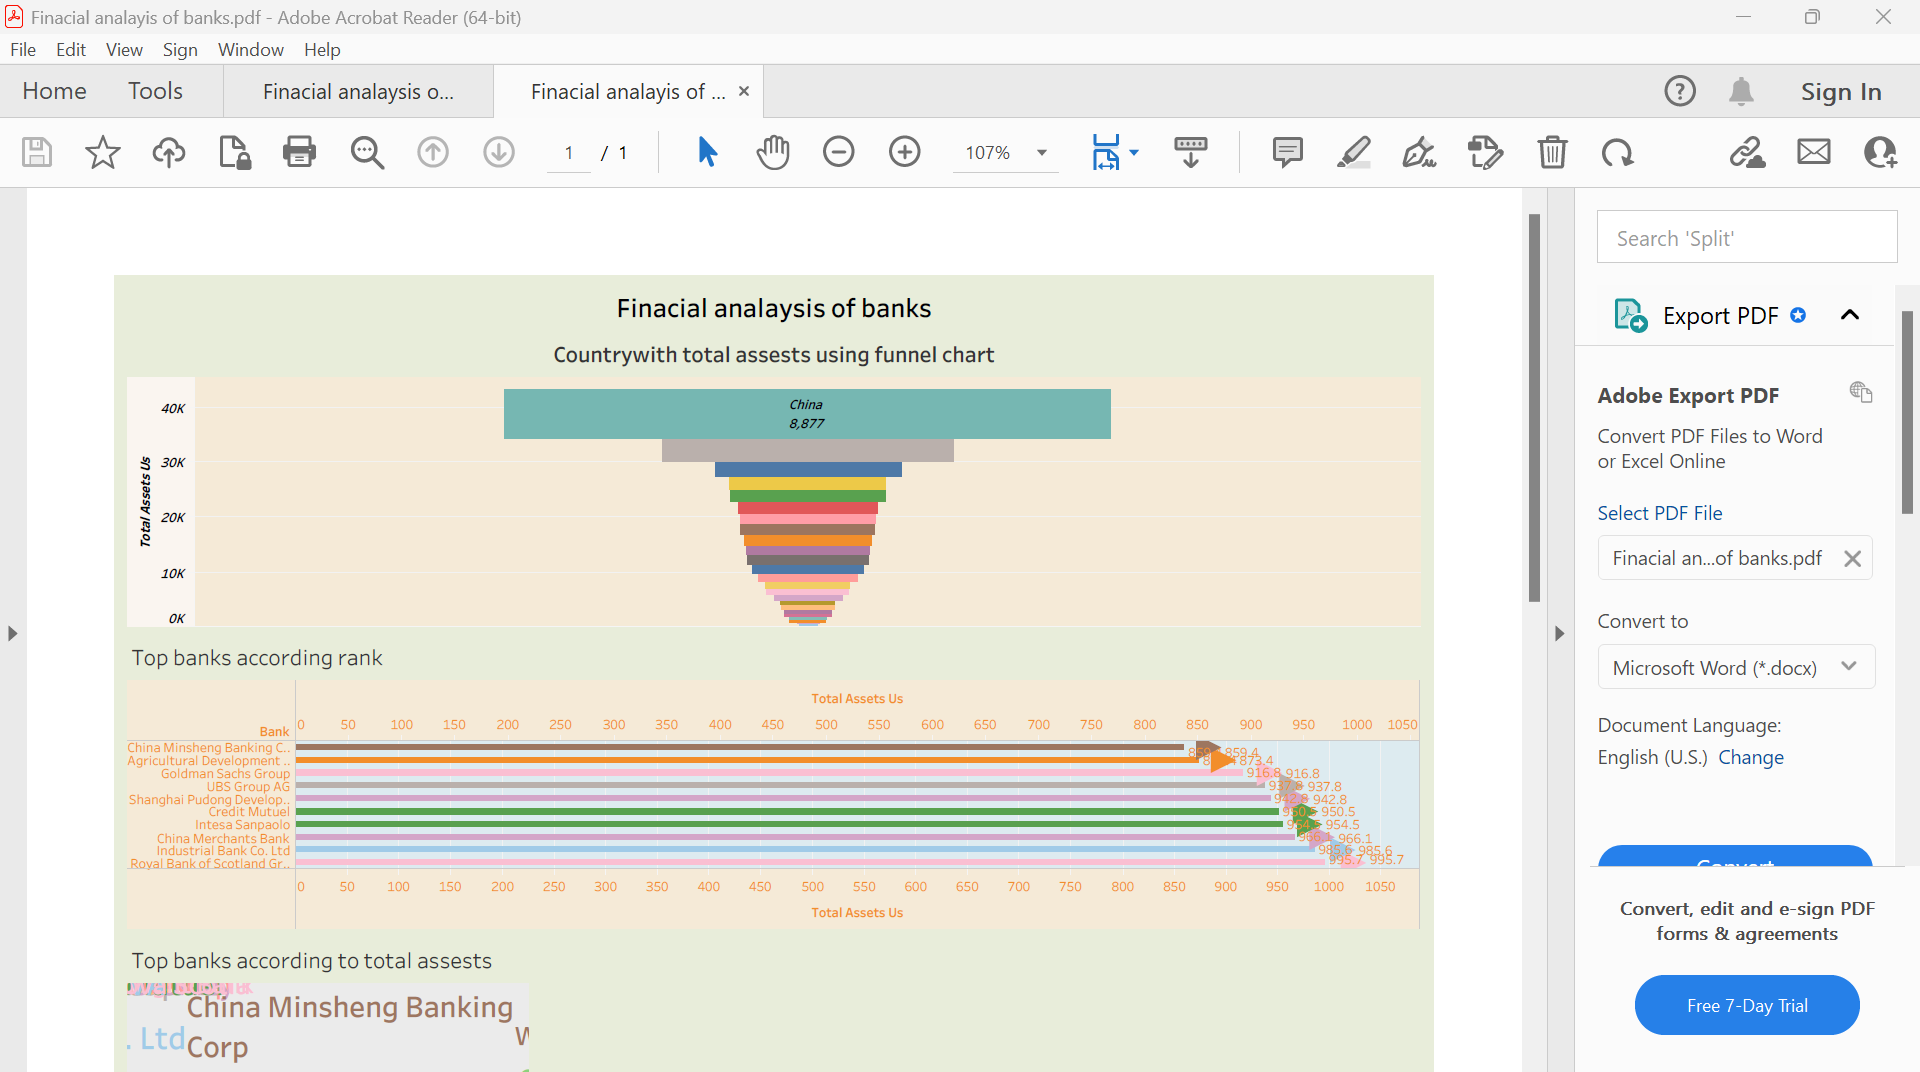 Finacial analayis of banks.pdf - Adobe Acrobat Reader (64-bit)
File Edit View Sign Window Help
Home Tools Finacial analaysis o... Finacial analayis of ... Sign In
1 / 1 107%
Search 'Split'
Export PDF
Adobe Export PDF
Convert PDF Files to Word
or Excel Online
Select PDF File
Finacial an...of banks.pdf
Convert to
Microsoft Word (*.docx)
Document Language:
English (U.S.) Change
Convert
Convert, edit and e-sign PDF
forms & agreements
Free 7-Day Trial
Finacial analaysis of banks
Countrywith total assests using funnel chart
Total Assets Us
40K
30K
20K
10K
0K
China
8,877
Top banks according rank
Total Assets Us
Bank 0 50 100 150 200 250 300 350 400 450 500 550 600 650 700 750 800 850 900 950 1000 1050
China Minsheng Banking C.. 859.4
Agricultural Development .. 873.4
Goldman Sachs Group 916.8 916.8
UBS Group AG 937.8 937.8
Shanghai Pudong Develop.. 942.8 942.8
Credit Mutuel 950.5 950.5
Intesa Sanpaolo 954.5 954.5
China Merchants Bank 966.1 966.1
Industrial Bank Co. Ltd 985.6 985.6
Royal Bank of Scotland Gr.. 995.7 995.7
0 50 100 150 200 250 300 350 400 450 500 550 600 650 700 750 800 850 900 950 1000 1050
Total Assets Us
Top banks according to total assests
China Minsheng Banking
. Ltd Corp